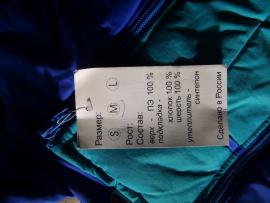 Размер:
S M L
Рост:
Состав:
верх - ПЭ 100 %
подкладка -
хлопок 100 %
шерсть 100 %
утеплитель -
синтепон
Сделано в России